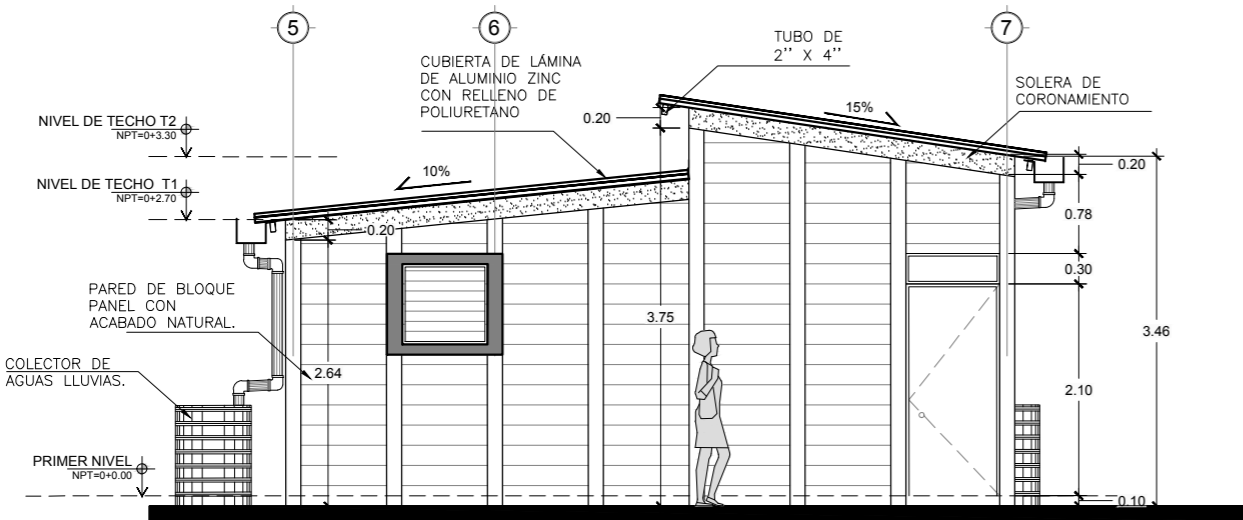 5
6
7
TUBO DE
2'' X 4''
CUBIERTA DE LÁMINA
DE ALUMINIO ZINC
CON RELLENO DE
POLIURETANO
SOLERA DE
CORONAMIENTO
15%
0.20
NIVEL DE TECHO T2
NPT=0+3.30
10%
0.20
NIVEL DE TECHO T1
NPT=0+2.70
0.78
0.20
0.30
PARED DE BLOQUE
PANEL CON
ACABADO NATURAL.
3.75
3.46
COLECTOR DE
AGUAS LLUVIAS.
2.64
2.10
PRIMER NIVEL
NPT=0+0.00
0.10